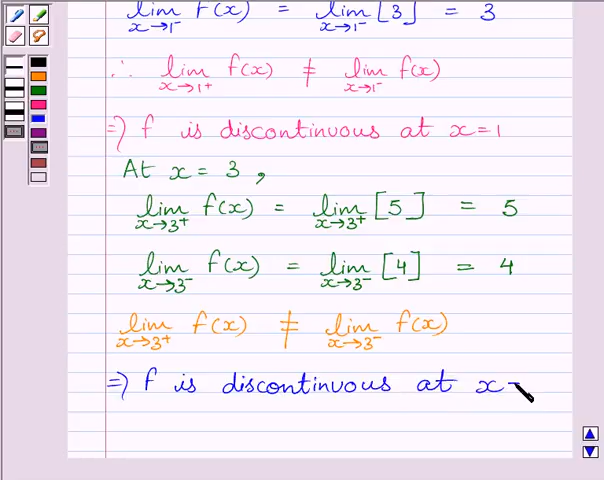 lim x→1⁻ f(x) = lim x→1⁻ [3] = 3
∴ lim x→1+ f(x) ≠ lim x→1⁻ f(x)
⇒ f is discontinuous at x=1
At x = 3,
lim x→3+ f(x) = lim x→3+ [5] = 5
lim x→3⁻ f(x) = lim x→3⁻ [4] = 4
lim x→3+ f(x) ≠ lim x→3⁻ f(x)
⇒ f is discontinuous at x-